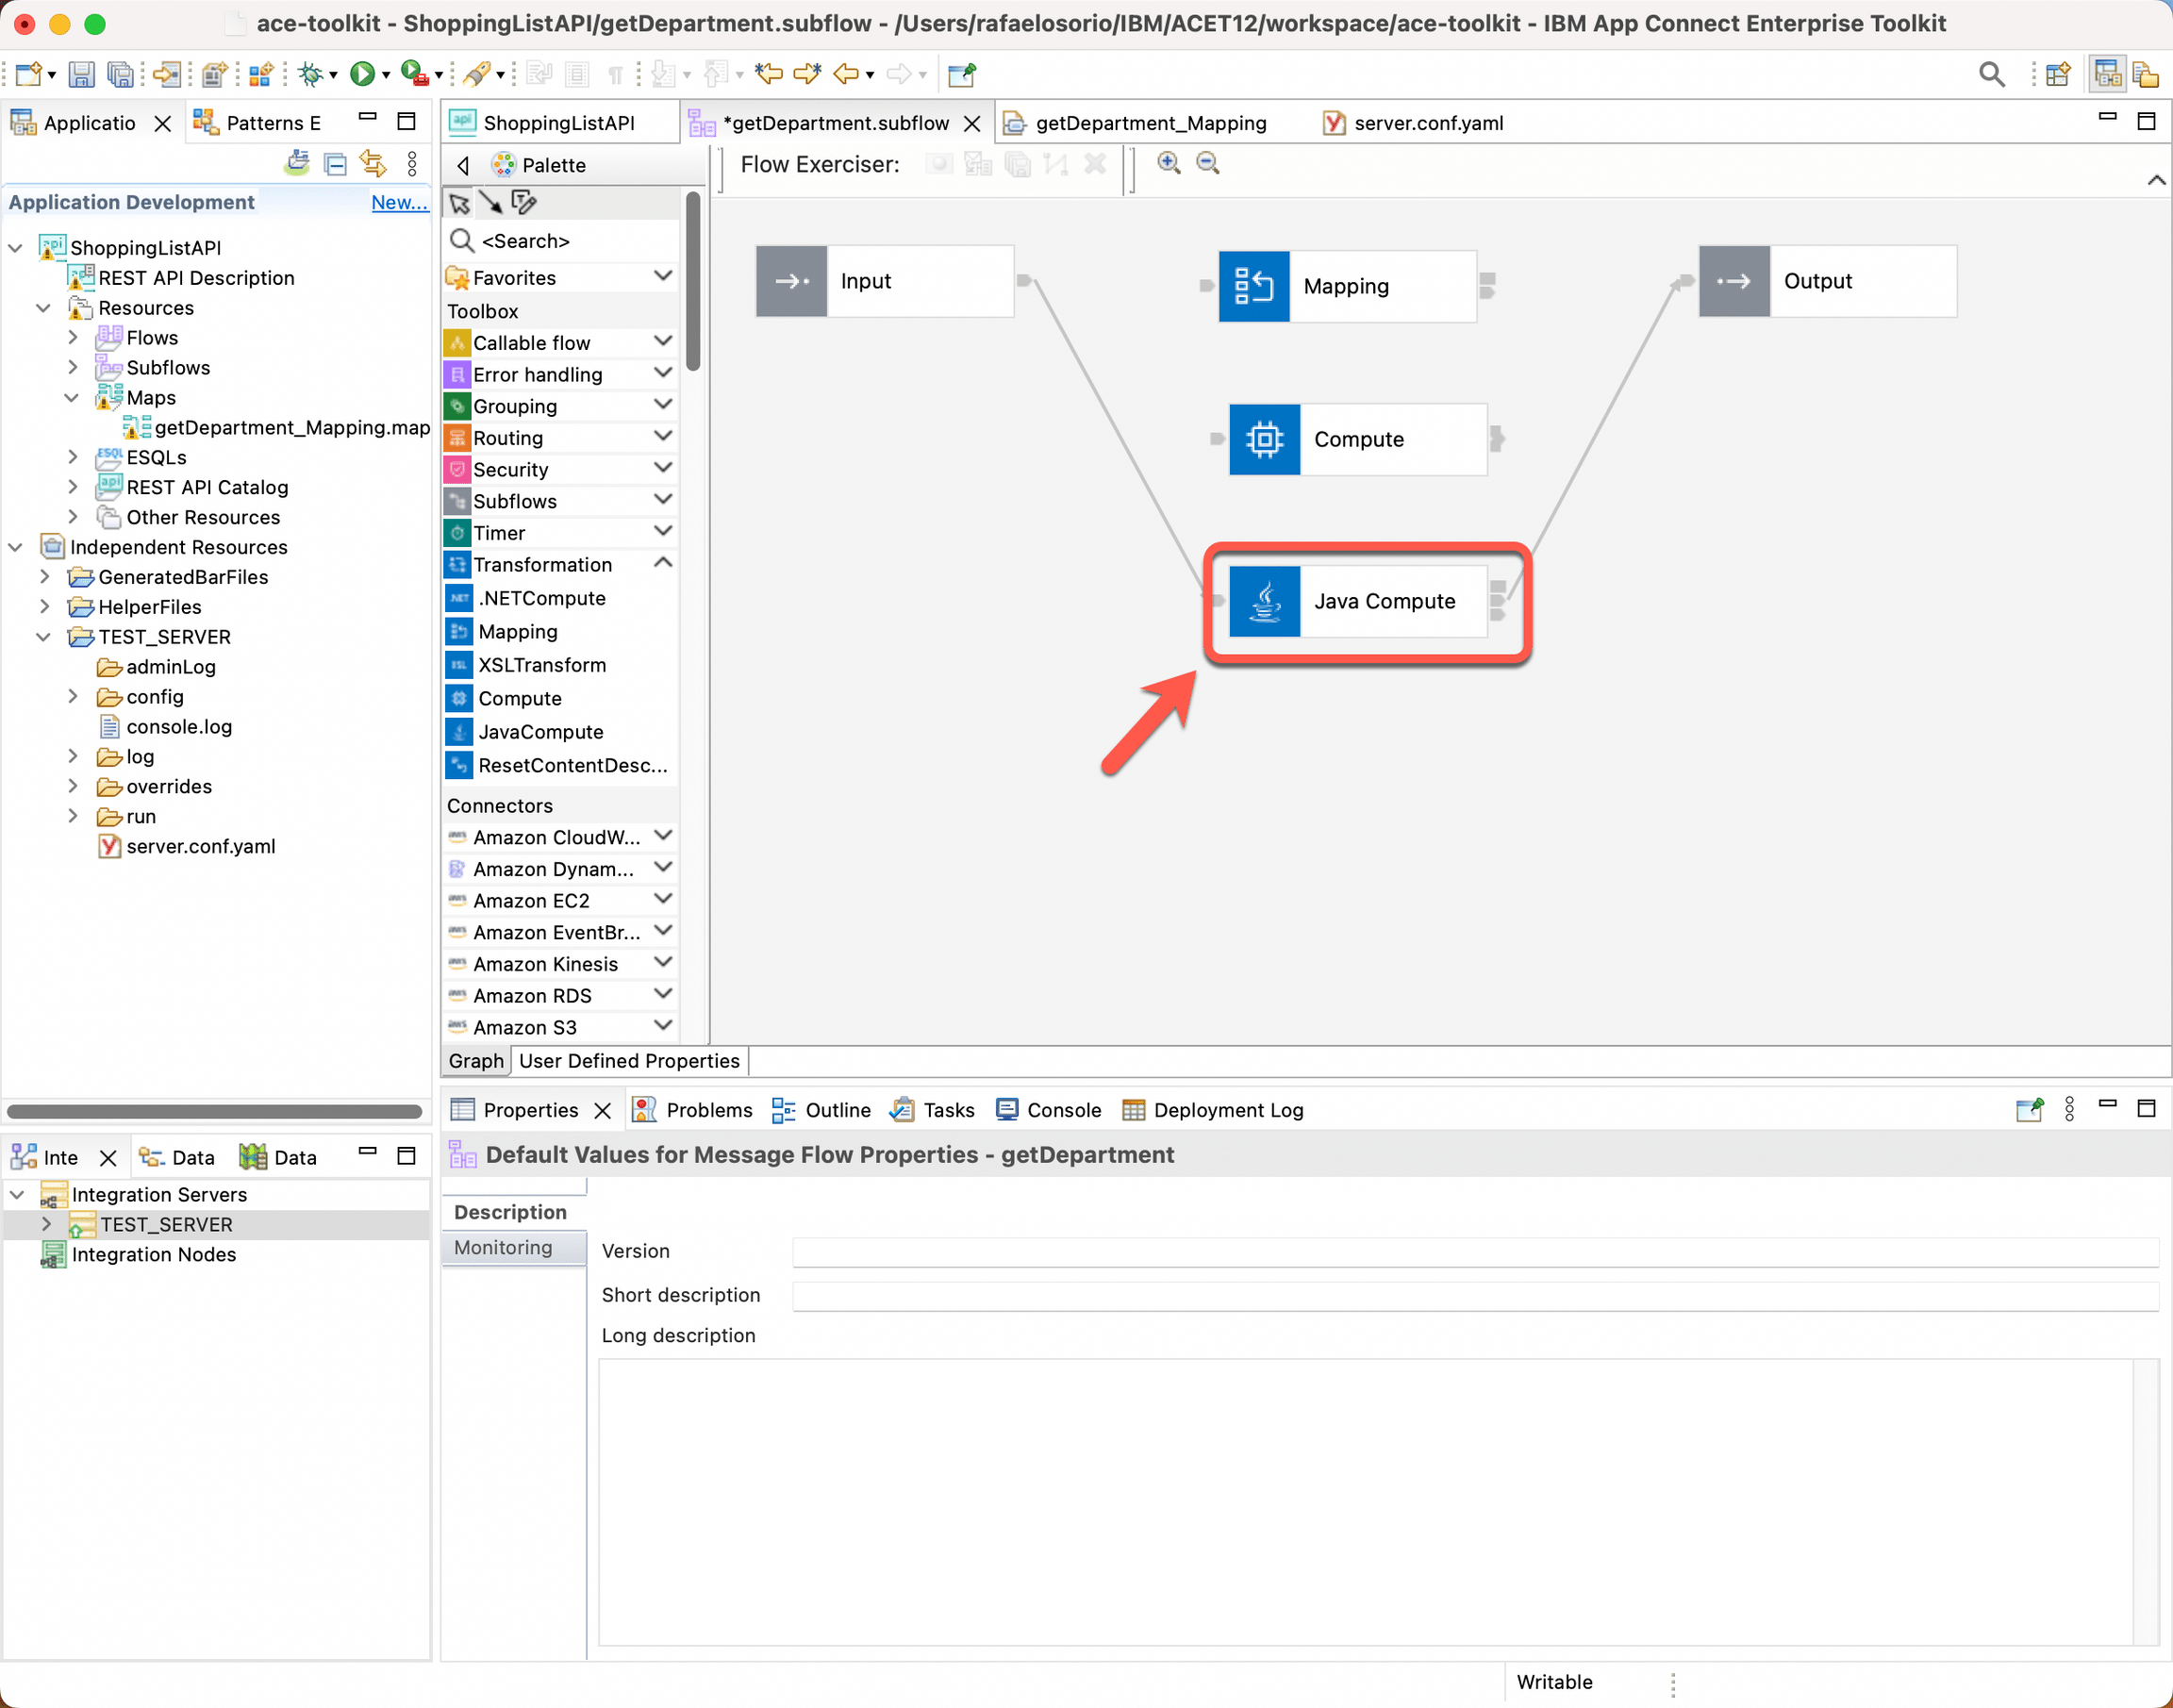 ace-toolkit - ShoppingListAPI/getDepartment.subflow - /Users/rafaelosorio/IBM/ACET12/workspace/ace-toolkit - IBM App Connect Enterprise Toolkit
Applicatio
Patterns E
Application Development
New...
ShoppingListAPI
REST API Description
Resources
Flows
Subflows
Maps
getDepartment_Mapping.map
ESQLs
REST API Catalog
Other Resources
Independent Resources
GeneratedBarFiles
HelperFiles
TEST_SERVER
adminLog
config
console.log
log
overrides
run
server.conf.yaml
ShoppingListAPI
*getDepartment.subflow
getDepartment_Mapping
server.conf.yaml
Palette
Flow Exerciser:
<Search>
Favorites
Toolbox
Callable flow
Error handling
Grouping
Routing
Security
Subflows
Timer
Transformation
.NETCompute
Mapping
XSLTransform
Compute
JavaCompute
ResetContentDesc...
Connectors
Amazon CloudW...
Amazon Dynam...
Amazon EC2
Amazon EventBr...
Amazon Kinesis
Amazon RDS
Amazon S3
Input
Mapping
Output
Compute
Java Compute
Graph
User Defined Properties
Properties
Problems
Outline
Tasks
Console
Deployment Log
Default Values for Message Flow Properties - getDepartment
Description
Monitoring
Version
Short description
Long description
Inte
Data
Data
Integration Servers
TEST_SERVER
Integration Nodes
Writable